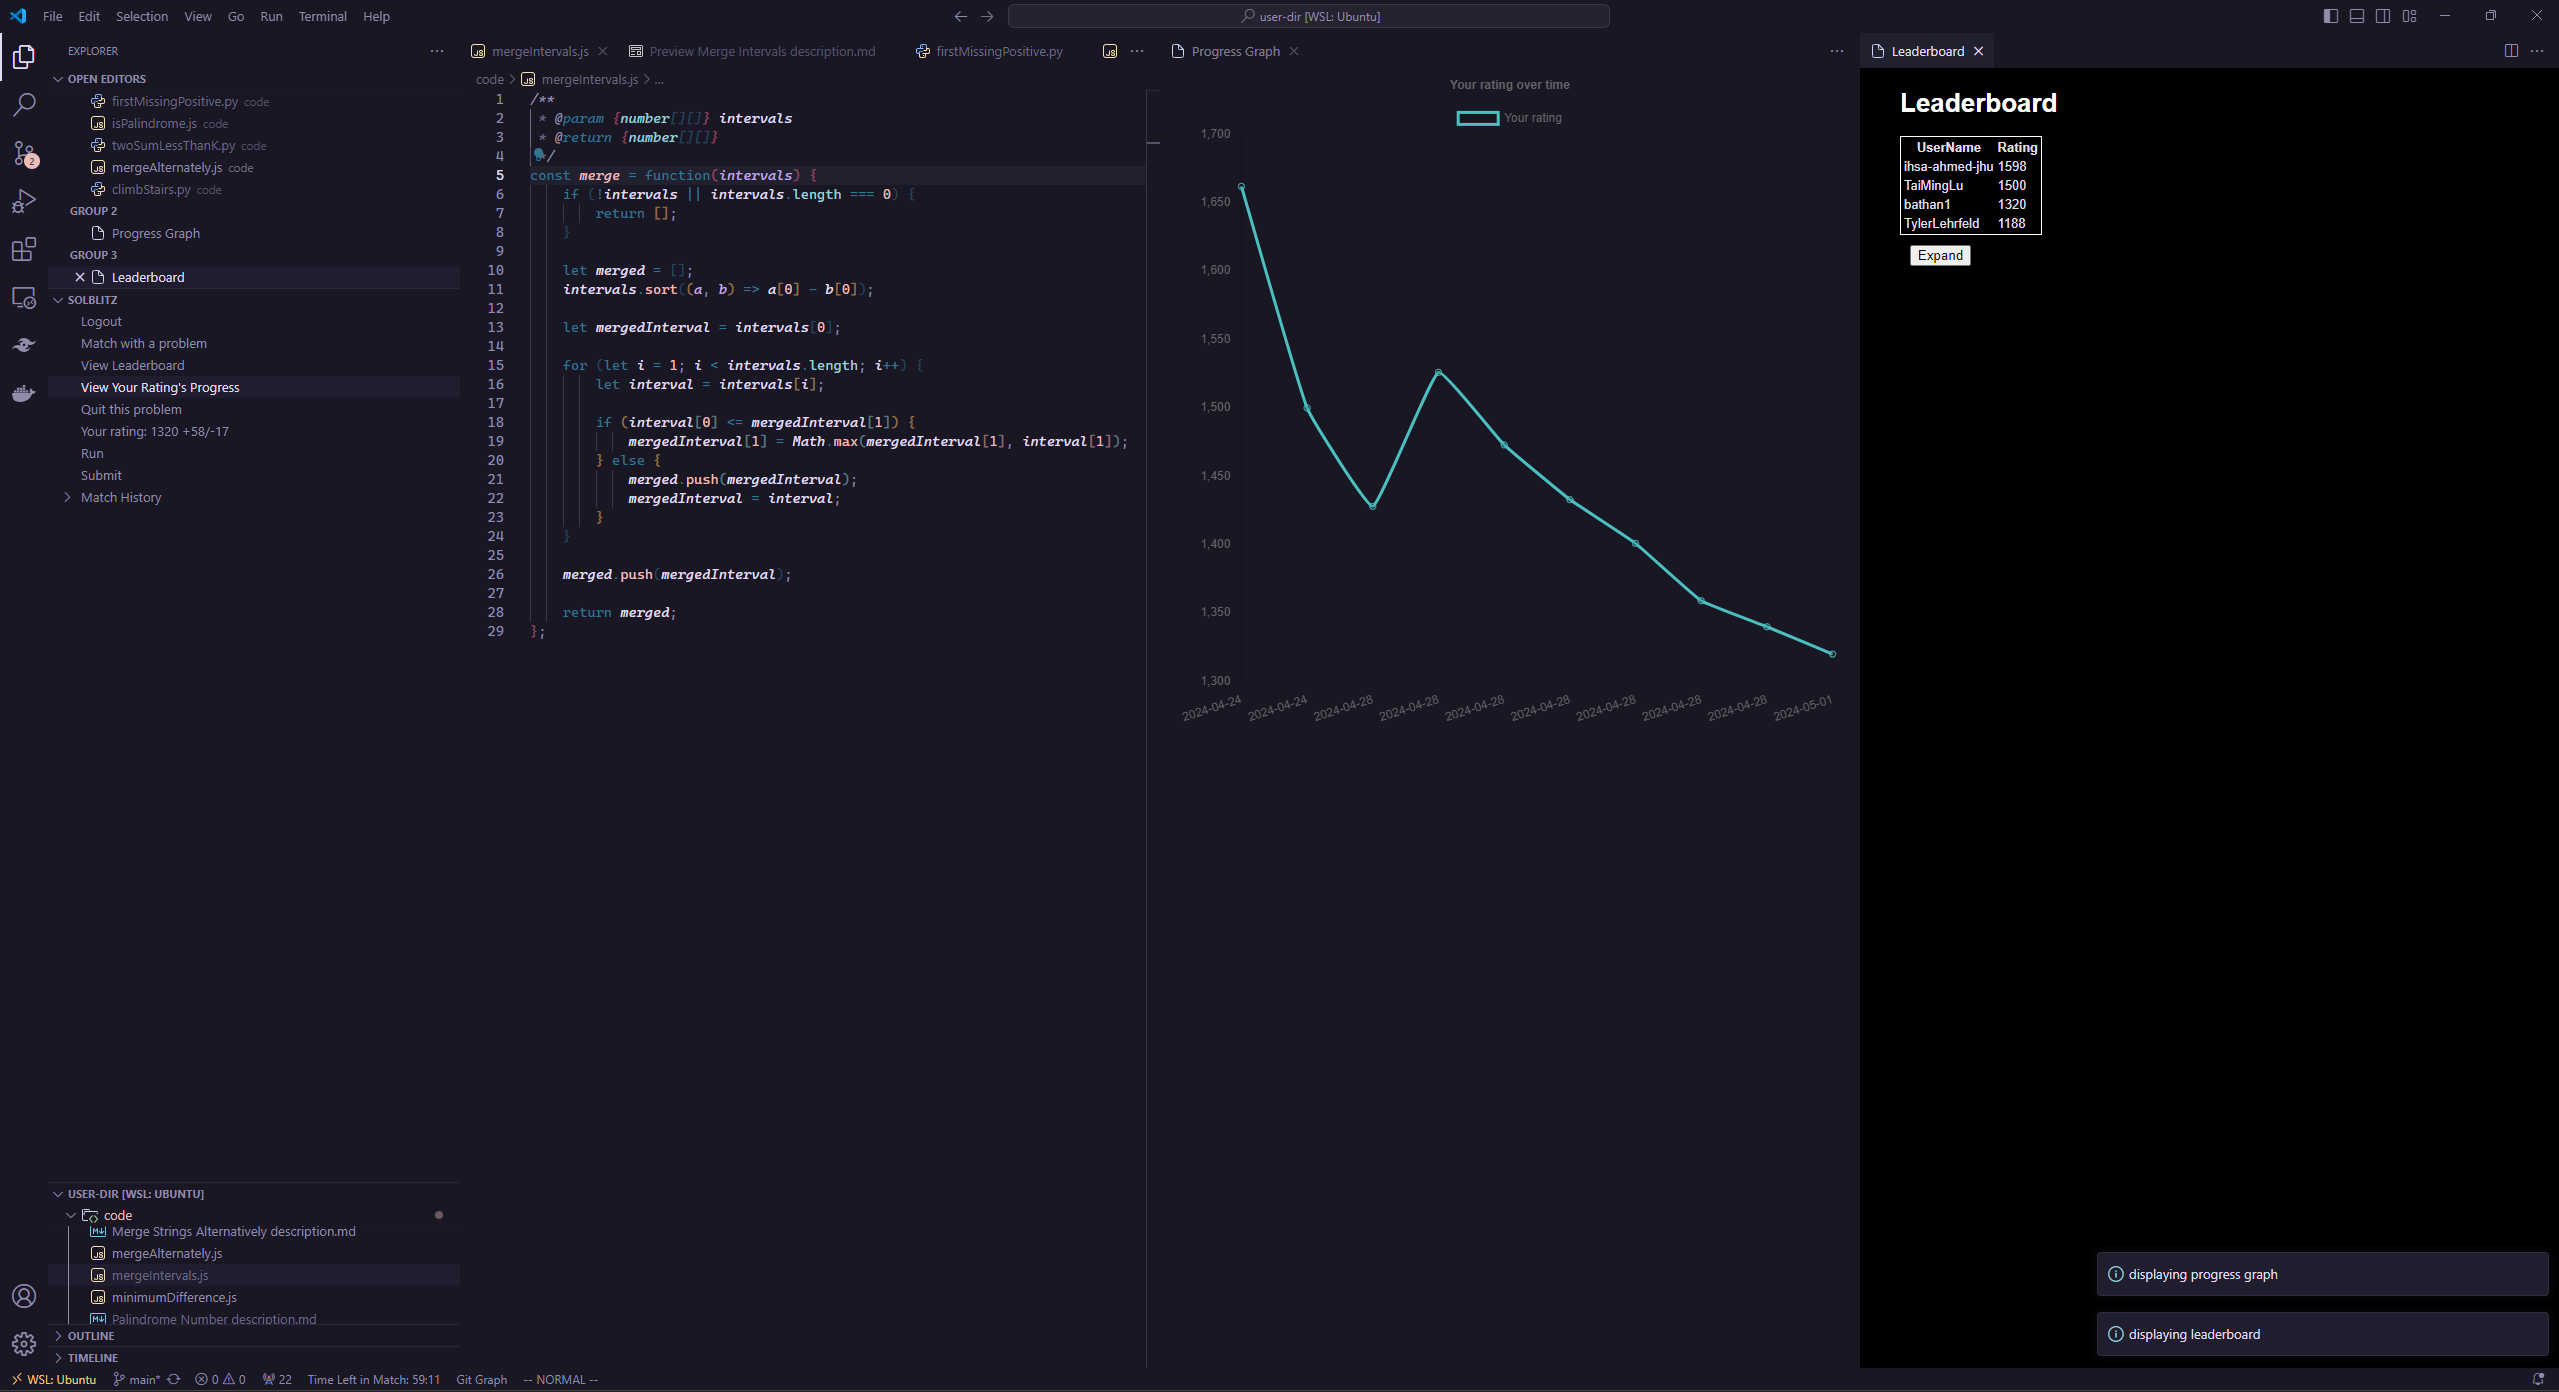 File Edit Selection View Go Run Terminal Help
user-dir [WSL: Ubuntu]
EXPLORER
OPEN EDITORS
firstMissingPositive.py code
isPalindrome.js code
twoSumLessThanK.py code
mergeAlternately.js code
climbStairs.py code
GROUP 2
Progress Graph
GROUP 3
Leaderboard
SOLBLITZ
Logout
Match with a problem
View Leaderboard
View Your Rating's Progress
Quit this problem
Your rating: 1320 +58/-17
Run
Submit
Match History
2
USER-DIR [WSL: UBUNTU]
code
Merge Strings Alternatively description.md
mergeAlternately.js
mergeIntervals.js
minimumDifference.js
Palindrome Number description.md
OUTLINE
TIMELINE
mergeIntervals.js Preview Merge Intervals description.md firstMissingPositive.py JS
code > mergeIntervals.js > ...
1 /**
2 * @param {number[][]} intervals
3 * @return {number[][]}
4 */
5 const merge = function(intervals) {
6 if (!intervals || intervals.length === 0) {
7 return [];
8 }
9
10 let merged = [];
11 intervals.sort((a, b) => a[0] - b[0]);
12
13 let mergedInterval = intervals[0];
14
15 for (let i = 1; i < intervals.length; i++) {
16 let interval = intervals[i];
17
18 if (interval[0] <= mergedInterval[1]) {
19 mergedInterval[1] = Math.max(mergedInterval[1], interval[1]);
20 } else {
21 merged.push(mergedInterval);
22 mergedInterval = interval;
23 }
24 }
25
26 merged.push(mergedInterval);
27
28 return merged;
29 };
Progress Graph
Your rating over time
Your rating
1,700
1,650
1,600
1,550
1,500
1,450
1,400
1,350
1,300
2024-04-24 2024-04-24 2024-04-28 2024-04-28 2024-04-28 2024-04-28 2024-04-28 2024-04-28 2024-04-28 2024-05-01
Leaderboard
Leaderboard
UserName Rating
ihsa-ahmed-jhu 1598
TaiMingLu 1500
bathan1 1320
TylerLehrfeld 1188
Expand
displaying progress graph
displaying leaderboard
WSL: Ubuntu main* 0 0 22 Time Left in Match: 59:11 Git Graph -- NORMAL --